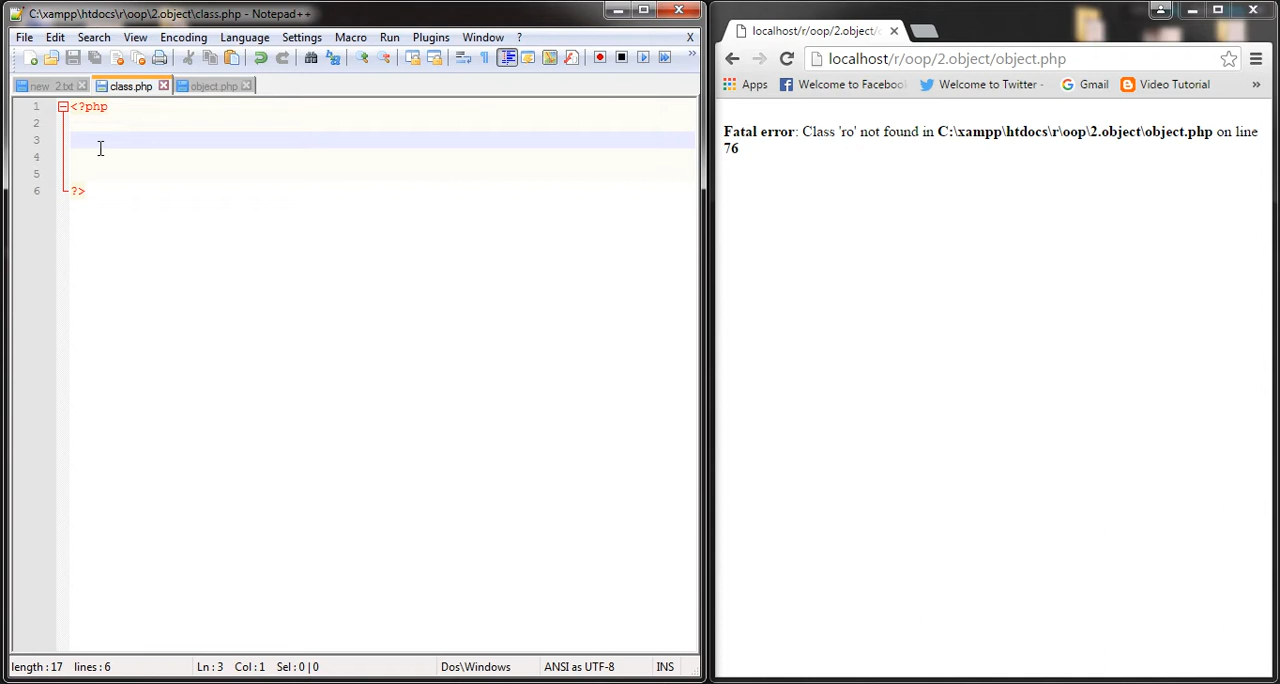 C:\xampp\htdocs\r\oop\2.object\class.php - Notepad++
File Edit Search View Encoding Language Settings Macro Run Plugins Window ? X
new 2.txt class.php object.php
1 <?php
2
3
4
5
6 ?>
length : 17 lines : 6 Ln : 3 Col : 1 Sel : 0 | 0 Dos\Windows ANSI as UTF-8 INS
localhost/r/oop/2.object/
localhost/r/oop/2.object/object.php
Apps Welcome to Facebook Welcome to Twitter - Gmail Video Tutorial »
Fatal error: Class 'ro' not found in C:\xampp\htdocs\r\oop\2.object\object.php on line
76